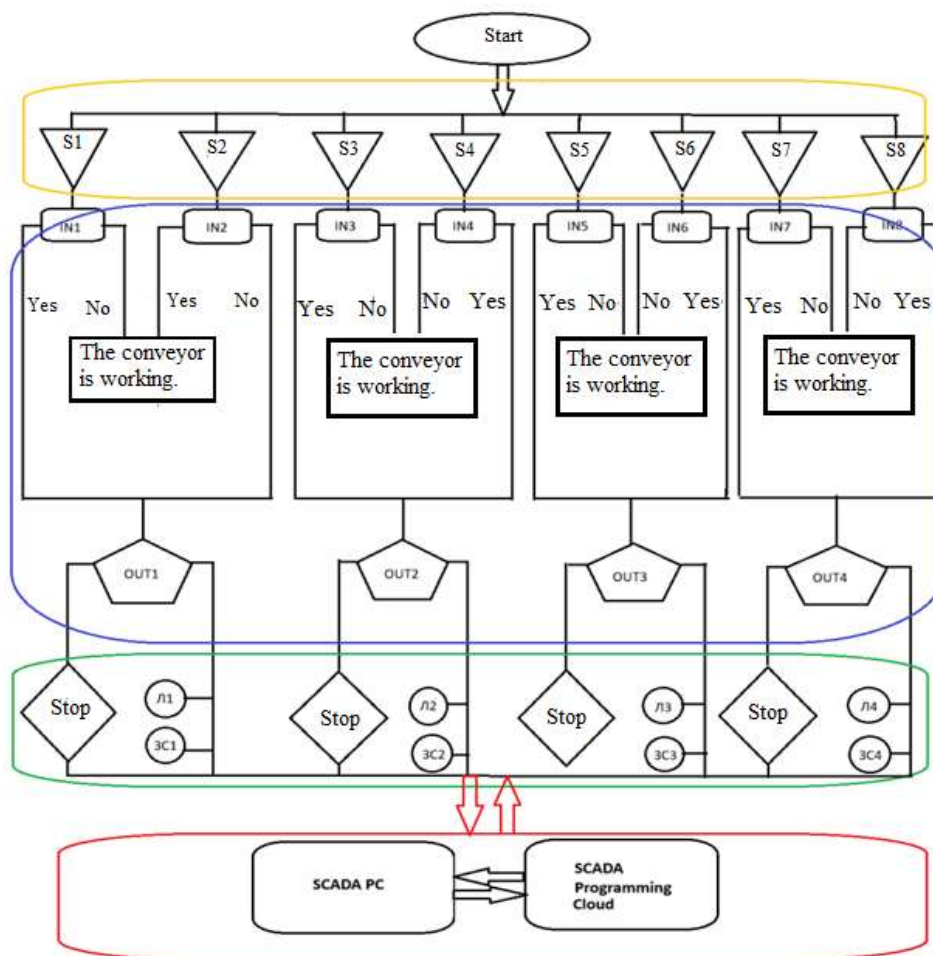 Start
S1
S2
S3
S4
S5
S6
S7
S8
IN1
IN2
IN3
IN4
IN5
IN6
IN7
IN8
Yes
No
Yes
No
Yes
No
No
Yes
Yes
No
No
Yes
Yes
No
No
Yes
The conveyor
is working.
The conveyor
is working.
The conveyor
is working.
The conveyor
is working.
OUT1
OUT2
OUT3
OUT4
Stop
Л1
ЗС1
Stop
Л2
ЗС2
Stop
Л3
ЗС3
Stop
Л4
ЗС4
SCADA PC
SCADA
Programming
Cloud